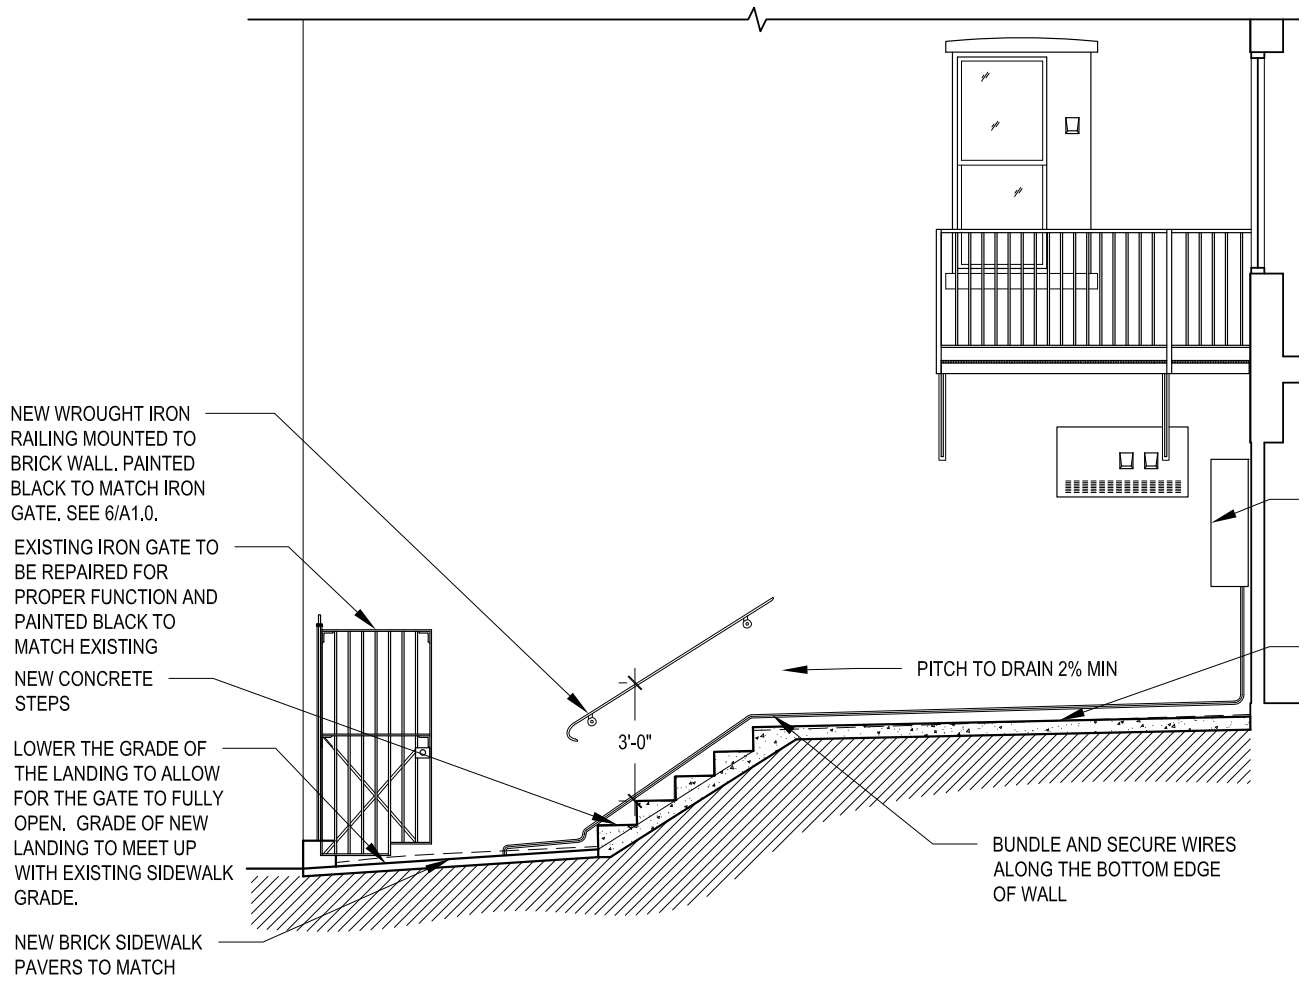 NEW WROUGHT IRON
RAILING MOUNTED TO
BRICK WALL. PAINTED
BLACK TO MATCH IRON
GATE. SEE 6/A1.0.
EXISTING IRON GATE TO
BE REPAIRED FOR
PROPER FUNCTION AND
PAINTED BLACK TO
MATCH EXISTING
NEW CONCRETE
STEPS
LOWER THE GRADE OF
THE LANDING TO ALLOW
FOR THE GATE TO FULLY
OPEN. GRADE OF NEW
LANDING TO MEET UP
WITH EXISTING SIDEWALK
GRADE.
NEW BRICK SIDEWALK
PAVERS TO MATCH
3'-0"
PITCH TO DRAIN 2% MIN
BUNDLE AND SECURE WIRES
ALONG THE BOTTOM EDGE
OF WALL